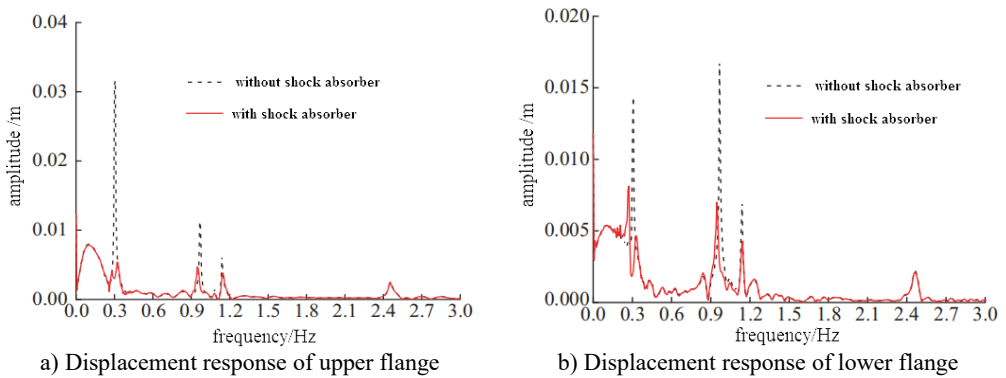 0.04
0.03
0.02
0.01
0.00
amplitude /m
without shock absorber
with shock absorber
0.0 0.3 0.6 0.9 1.2 1.5 1.8 2.1 2.4 2.7 3.0
frequency/Hz
a) Displacement response of upper flange
0.020
0.015
0.010
0.005
0.000
amplitude /m
without shock absorber
with shock absorber
0.0 0.3 0.6 0.9 1.2 1.5 1.8 2.1 2.4 2.7 3.0
frequency/Hz
b) Displacement response of lower flange